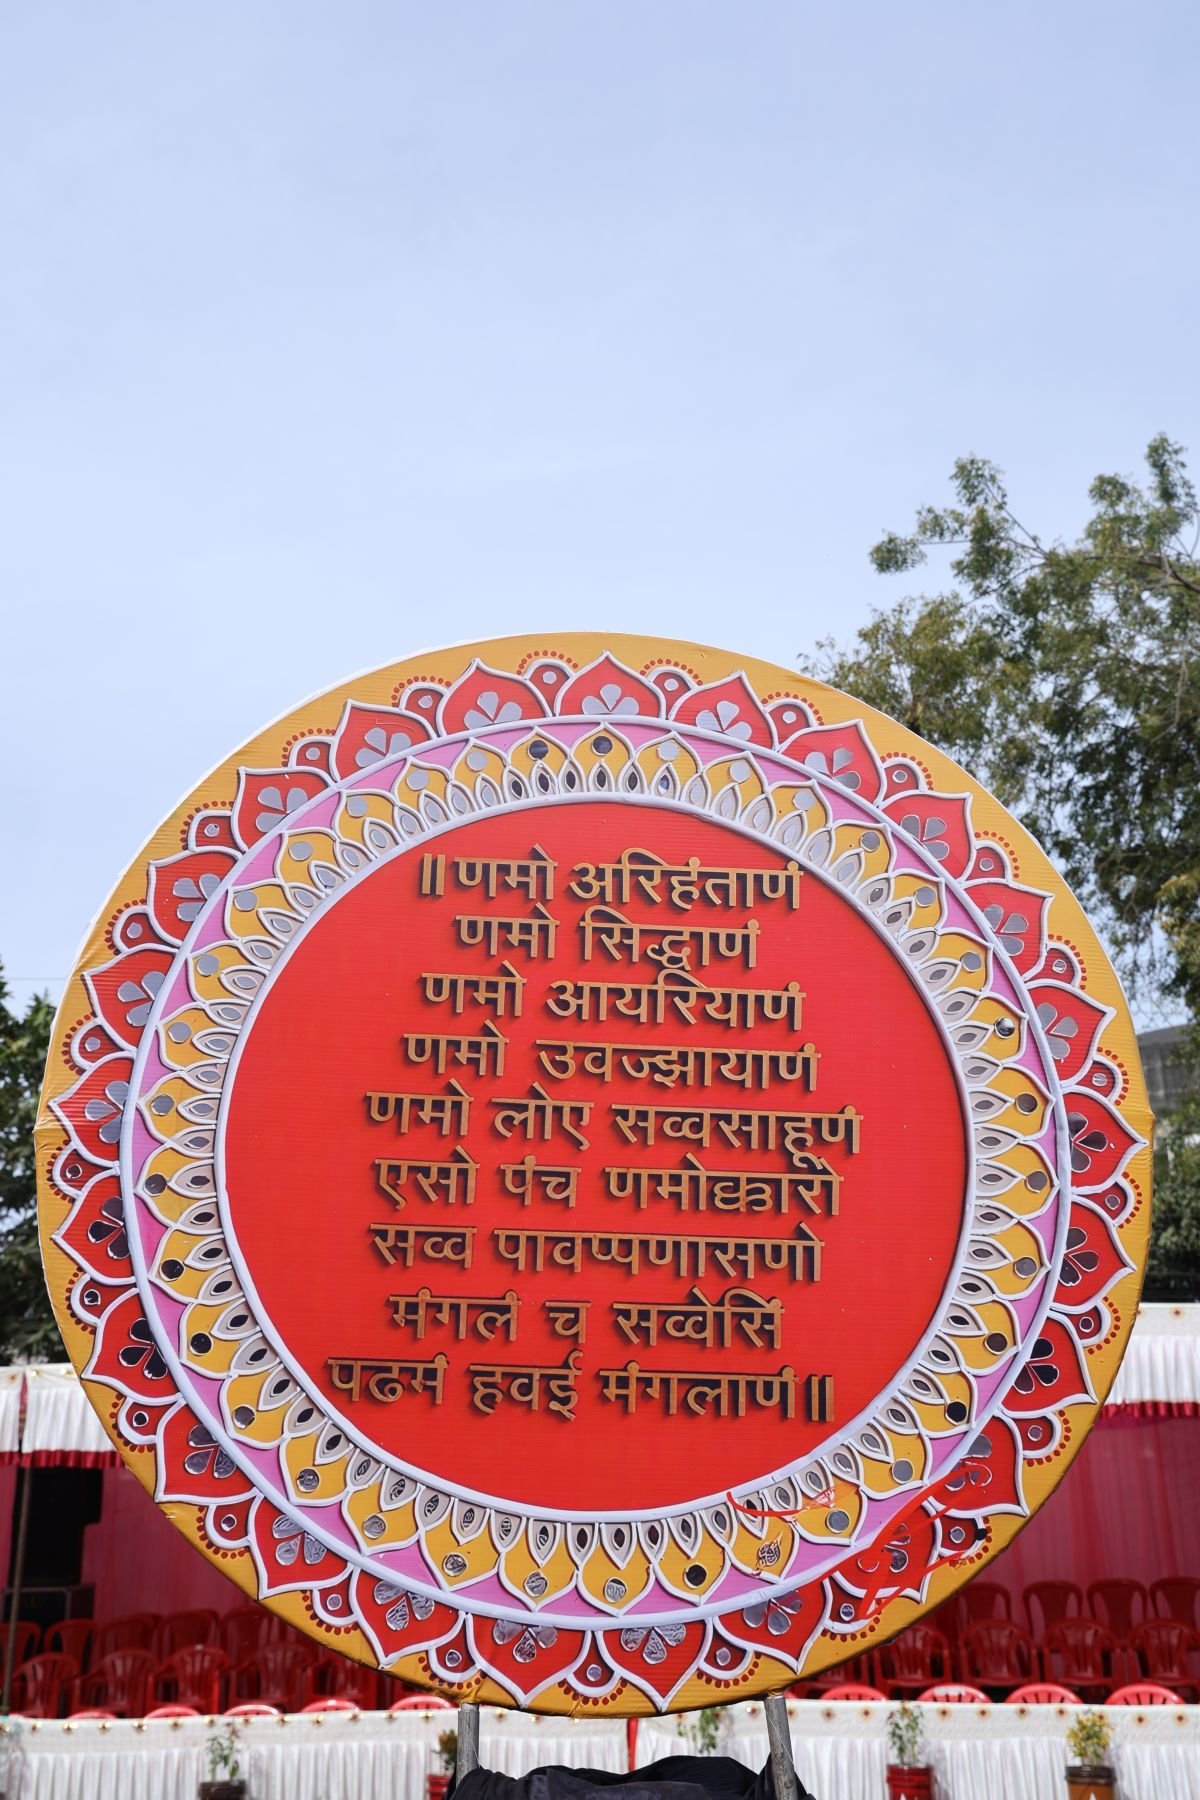 ॥ णमो अरिहंताणं
णमो सिद्धाणं
णमो आयरियाणं
णमो उवज्झायाणं
णमो लोए सव्वसाहूणं
एसो पंच णमोक्कारो
सव्व पावप्पणासणो
मंगलं च सव्वेसिं
पढमं हवई मंगलाणं॥